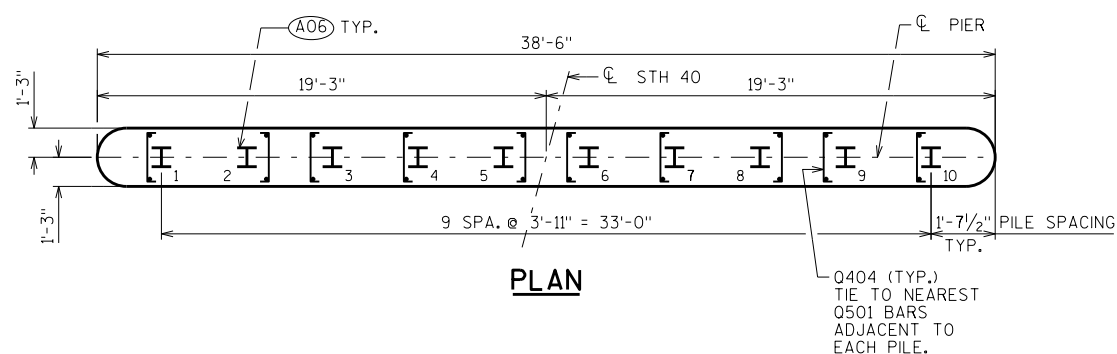 A06 TYP.
℄ PIER
38'-6"
℄ STH 40
19'-3"
19'-3"
1'-3"
1 2 3 4 5 6 7 8 9 10
1'-3"
9 SPA. @ 3'-11" = 33'-0"
1'-7½" PILE SPACING
TYP.
PLAN
Q404 (TYP.)
TIE TO NEAREST
Q501 BARS
ADJACENT TO
EACH PILE.